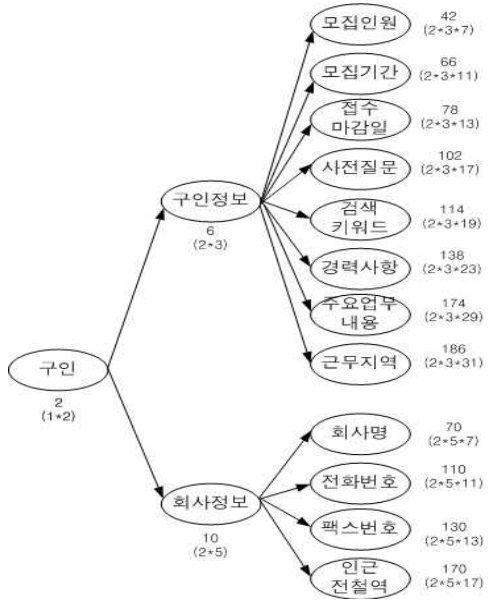 모집인원
42
(2*3*7)
모집기간
66
(2*3*11)
접수
마감일
78
(2*3*13)
사전질문
102
(2*3*17)
구인정보
6
(2*3)
검색
키워드
114
(2*3*19)
경력사항
138
(2*3*23)
주요업무
내용
174
(2*3*29)
근무지역
186
(2*3*31)
구인
2
(1*2)
회사명
70
(2*5*7)
전화번호
110
(2*5*11)
회사정보
10
(2*5)
팩스번호
130
(2*5*13)
인근
전철역
170
(2*5*17)